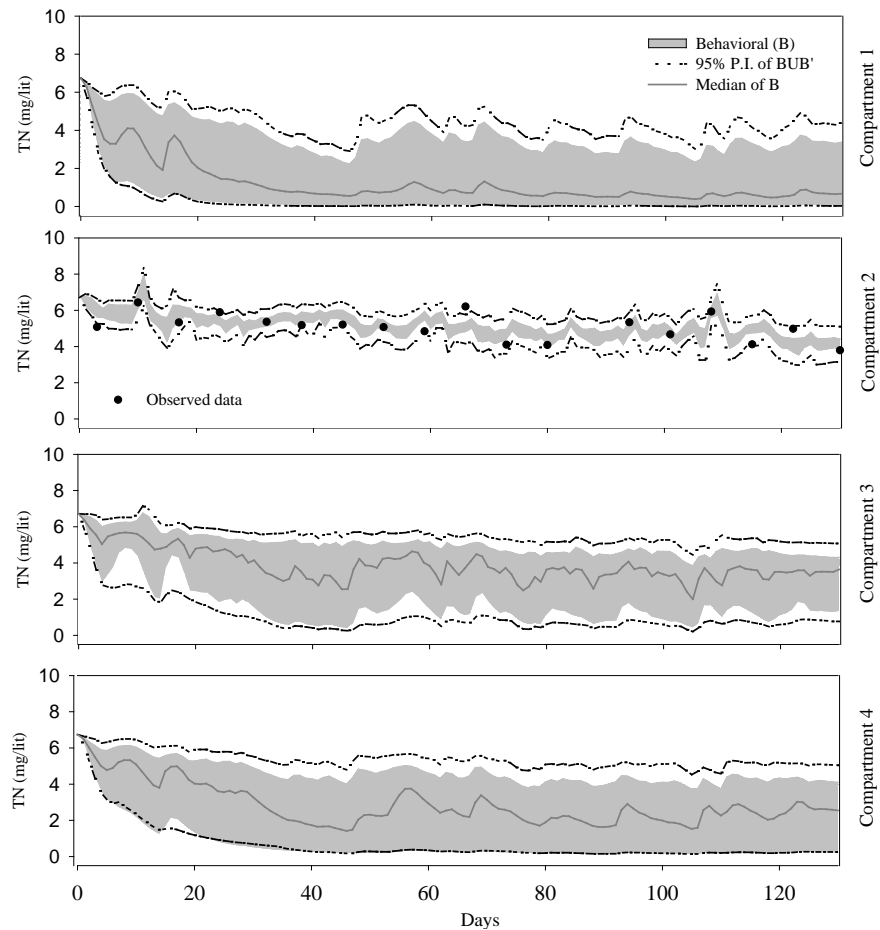 10
8
6
4
2
0
TN (mg/lit)
Behavioral (B)
95% P.I. of BUB'
Median of B
Compartment 1
10
8
6
4
2
0
TN (mg/lit)
Observed data
Compartment 2
10
8
6
4
2
0
TN (mg/lit)
Compartment 3
10
8
6
4
2
0
TN (mg/lit)
Compartment 4
0 20 40 60 80 100 120
Days